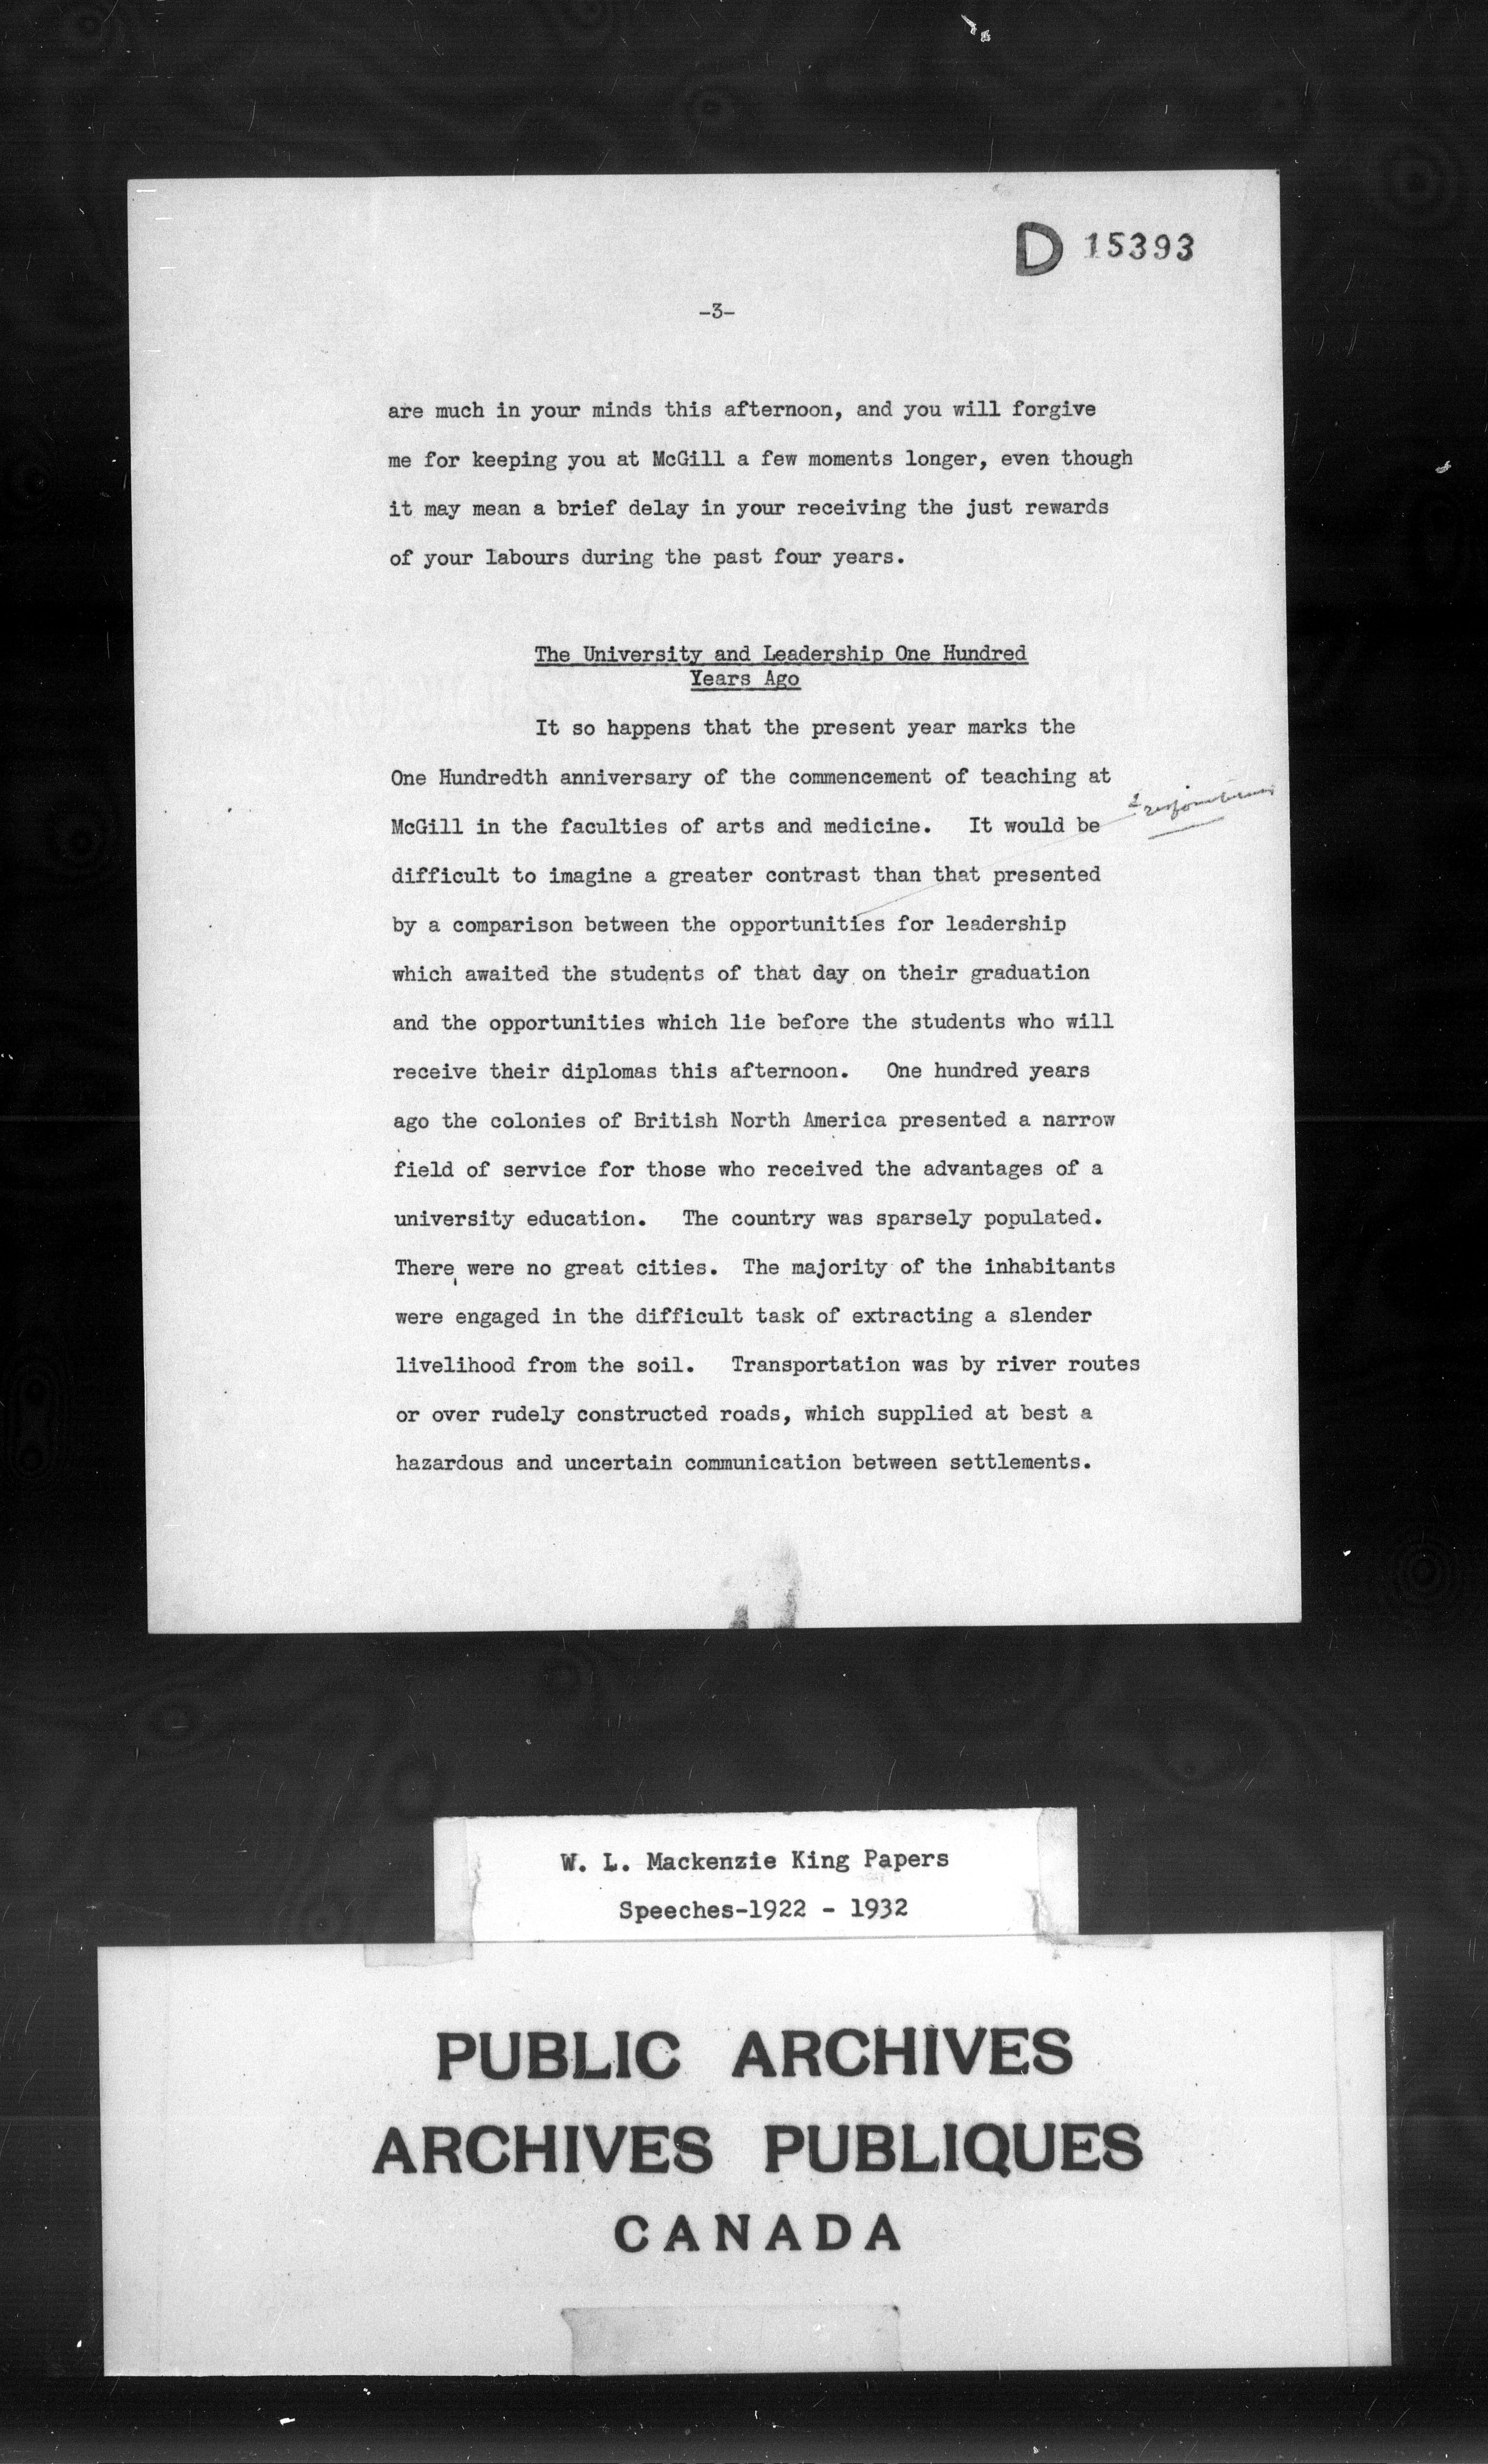 D 15393
-3-
are much in your minds this afternoon, and you will forgive
me for keeping you at McGill a few moments longer, even though
it may mean a brief delay in your receiving the just rewards
of your labours during the past four years.
The University and Leadership One Hundred
Years Ago
It so happens that the present year marks the
One Hundredth anniversary of the commencement of teaching at
McGill in the faculties of arts and medicine. It would be
difficult to imagine a greater contrast than that presented
by a comparison between the opportunities for leadership
which awaited the students of that day on their graduation
and the opportunities which lie before the students who will
receive their diplomas this afternoon. One hundred years
ago the colonies of British North America presented a narrow
field of service for those who received the advantages of a
university education. The country was sparsely populated.
There were no great cities. The majority of the inhabitants
were engaged in the difficult task of extracting a slender
livelihood from the soil. Transportation was by river routes
or over rudely constructed roads, which supplied at best a
hazardous and uncertain communication between settlements.
W. L. Mackenzie King Papers
Speeches-1922 - 1932
PUBLIC ARCHIVES
ARCHIVES PUBLIQUES
CANADA